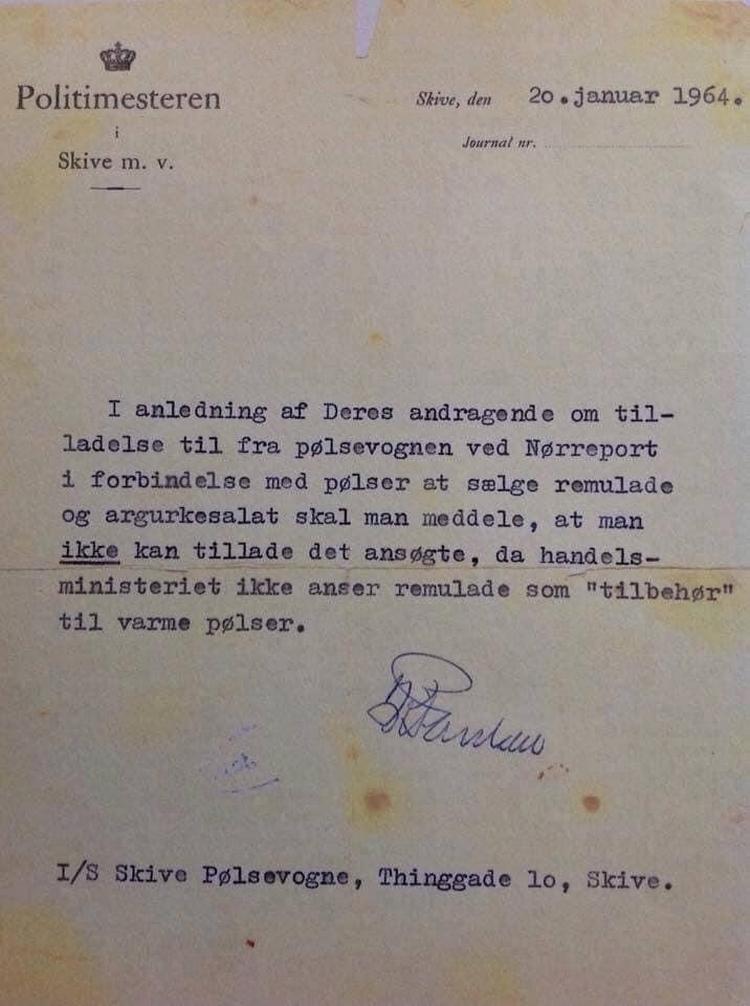 Politimesteren
i
Skive m. v.
Skive, den 20.januar 1964.
Journal nr.
I anledning af Deres andragende om til-
ladelse til fra pølsevognen ved Nørreport
i forbindelse med pølser at sælge remulade
og argurkesalat skal man meddele, at man
ikke kan tillade det ansøgte, da handels-
ministeriet ikke anser remulade som "tilbehør"
til varme pølser.
I/S Skive Pølsevogne, Thinggade lo, Skive.